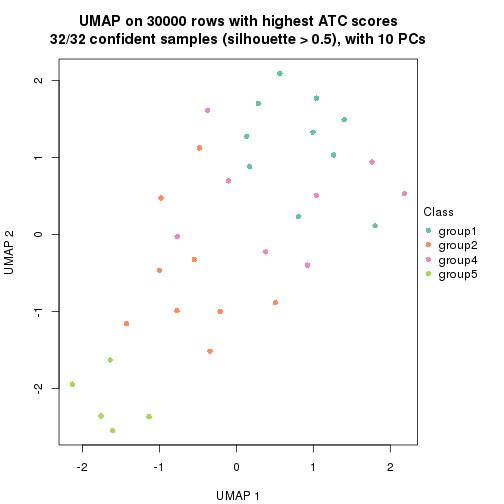 UMAP on 30000 rows with highest ATC scores
32/32 confident samples (silhouette > 0.5), with 10 PCs
2
1
0
-1
-2
UMAP 2
-2
-1
0
1
2
UMAP 1
Class
group1
group2
group4
group5